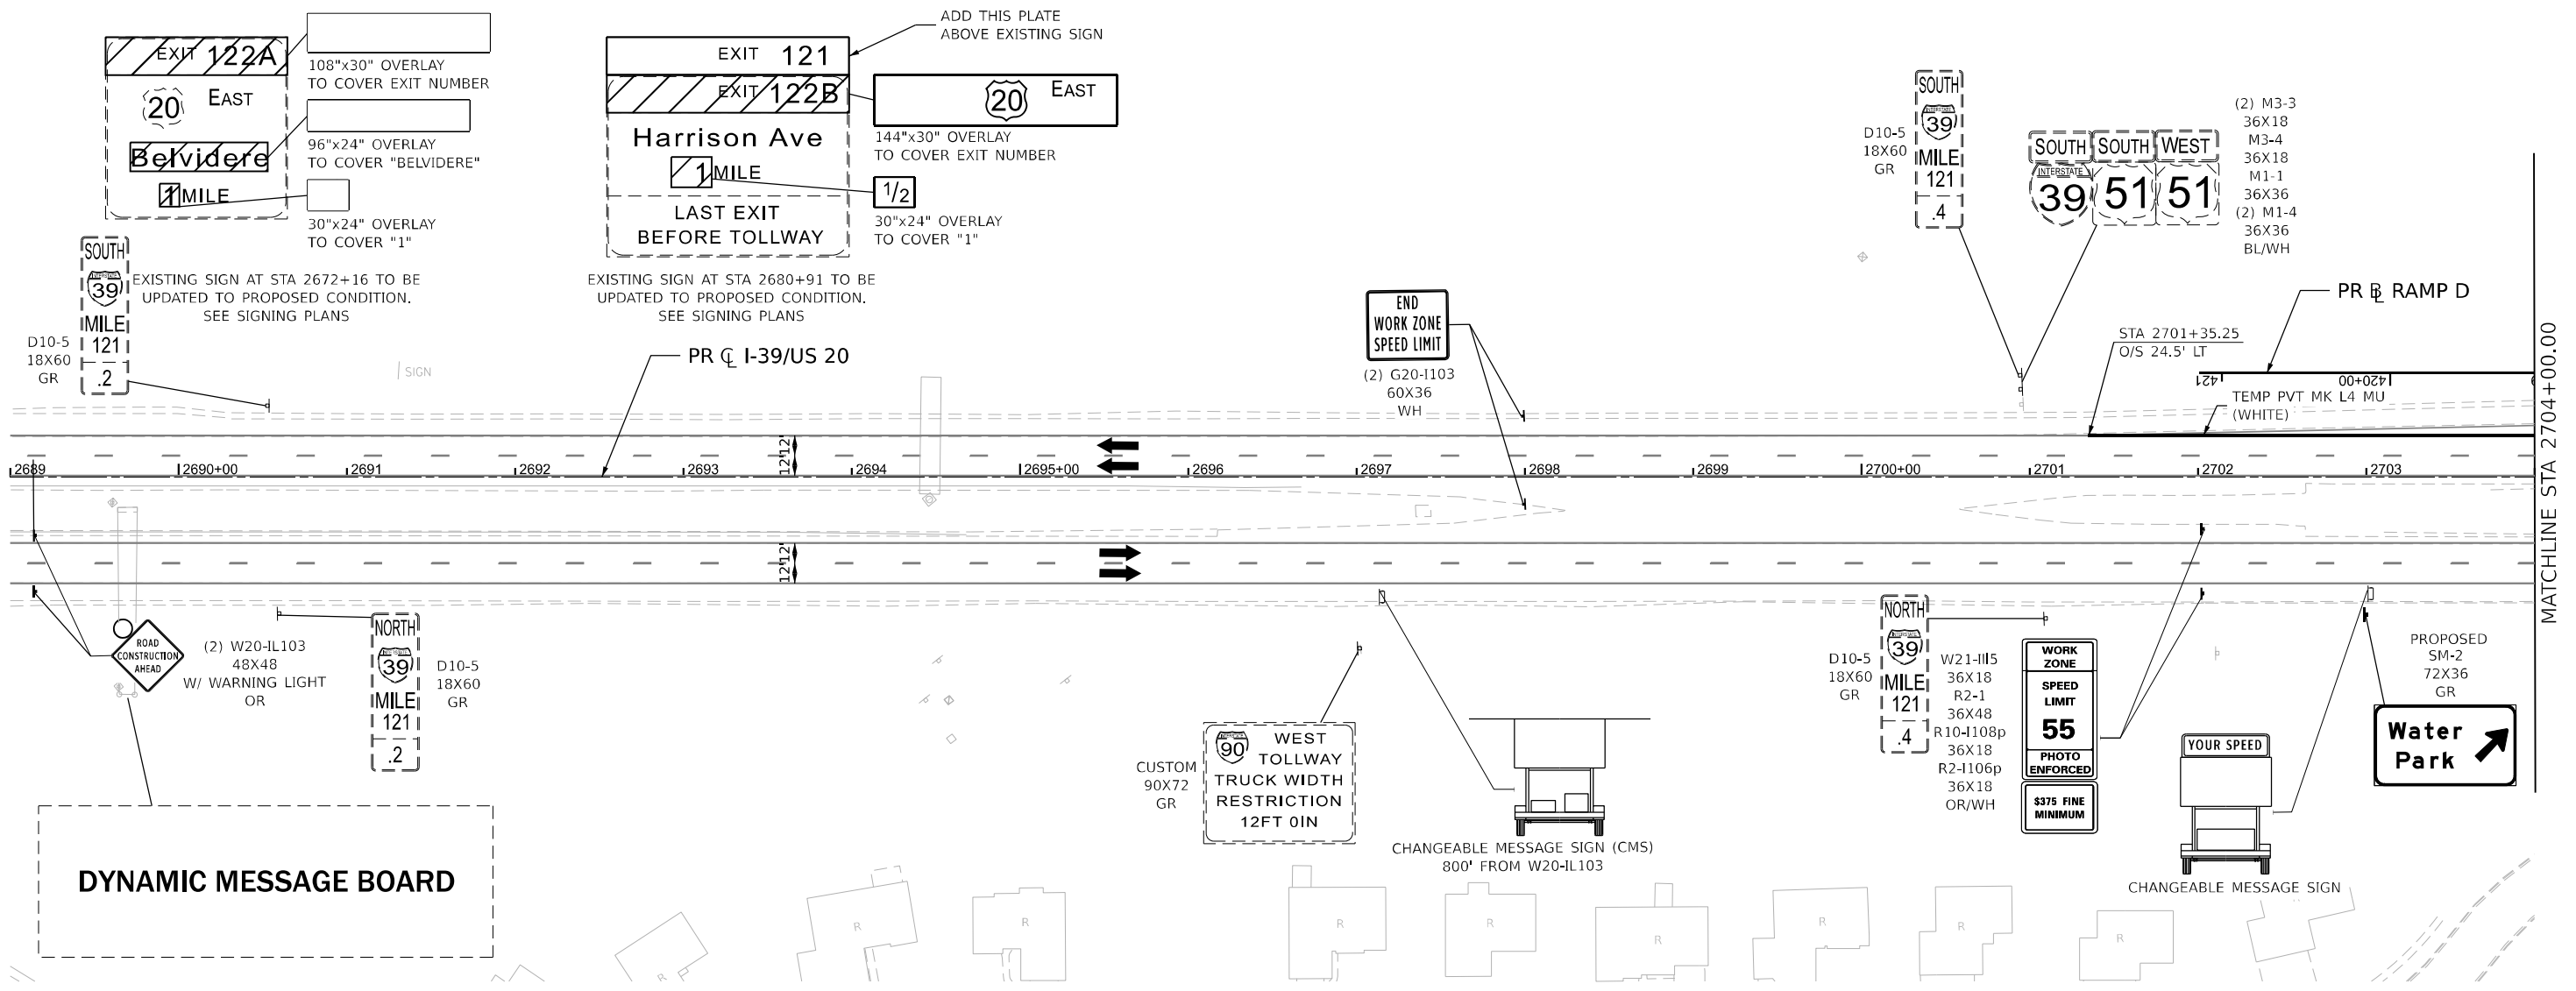 EXIT 122A
20 EAST
Belvidere
1 MILE
108"x30" OVERLAY
TO COVER EXIT NUMBER
96"x24" OVERLAY
TO COVER "BELVIDERE"
30"x24" OVERLAY
TO COVER "1"
EXISTING SIGN AT STA 2672+16 TO BE
UPDATED TO PROPOSED CONDITION.
SEE SIGNING PLANS
SOUTH
INTERSTATE
39
MILE
121
.2
D10-5
18X60
GR
ADD THIS PLATE
ABOVE EXISTING SIGN
EXIT 121
EXIT 122B
Harrison Ave
1 MILE
LAST EXIT
BEFORE TOLLWAY
20 EAST
144"x30" OVERLAY
TO COVER EXIT NUMBER
1/2
30"x24" OVERLAY
TO COVER "1"
EXISTING SIGN AT STA 2680+91 TO BE
UPDATED TO PROPOSED CONDITION.
SEE SIGNING PLANS
SIGN
PR CL I-39/US 20
END
WORK ZONE
SPEED LIMIT
(2) G20-I103
60X36
WH
SOUTH
INTERSTATE
39
MILE
121
.4
D10-5
18X60
GR
SOUTH SOUTH WEST
INTERSTATE
39 51 51
(2) M3-3
36X18
M3-4
36X18
M1-1
36X36
(2) M1-4
36X36
BL/WH
PR BL RAMP D
STA 2701+35.25
O/S 24.5' LT
421
420+00
TEMP PVT MK L4 MU
(WHITE)
MATCHLINE STA 2704+00.00
12' 12'
2689 2690+00 2691 2692 2693 2694 2695+00 2696 2697 2698 2699 2700+00 2701 2702 2703
12' 12'
ROAD
CONSTRUCTION
AHEAD
(2) W20-IL103
48X48
W/ WARNING LIGHT
OR
NORTH
INTERSTATE
39
MILE
121
.2
D10-5
18X60
GR
DYNAMIC MESSAGE BOARD
CUSTOM
90X72
GR
INTERSTATE
90 WEST
TOLLWAY
TRUCK WIDTH
RESTRICTION
12FT 0IN
CHANGEABLE MESSAGE SIGN (CMS)
800' FROM W20-IL103
NORTH
INTERSTATE
39
MILE
121
.4
D10-5
18X60
GR
W21-III5
36X18
R2-1
36X48
R10-I108p
36X18
R2-I106p
36X18
OR/WH
WORK
ZONE
SPEED
LIMIT
55
PHOTO
ENFORCED
$375 FINE
MINIMUM
YOUR SPEED
CHANGEABLE MESSAGE SIGN
PROPOSED
SM-2
72X36
GR
Water
Park
R
R
R
R
R
R
R
R
R